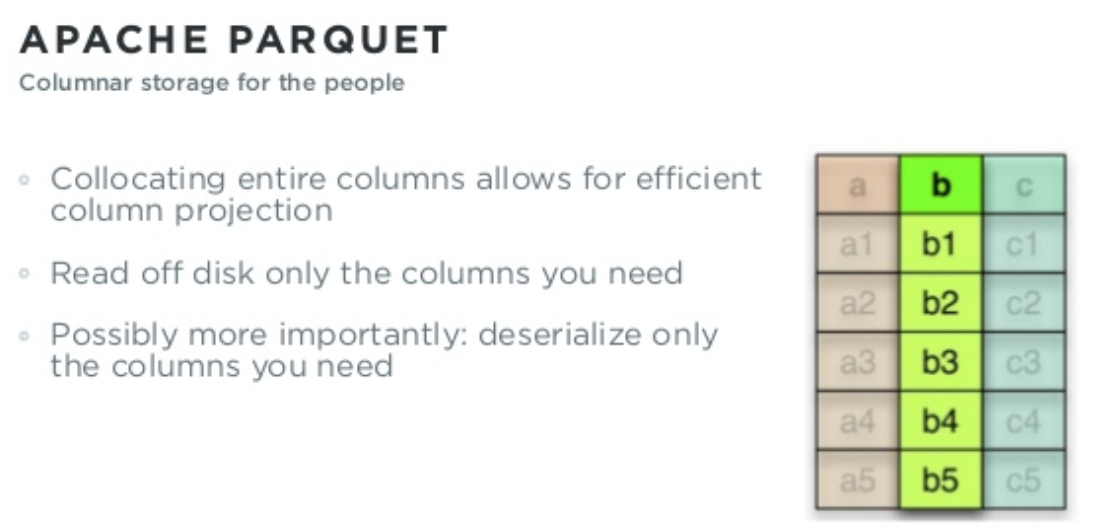 APACHE PARQUET
Columnar storage for the people
Collocating entire columns allows for efficient
column projection
Read off disk only the columns you need
Possibly more importantly: deserialize only
the columns you need
a b c
a1 b1 c1
a2 b2 c2
a3 b3 c3
a4 b4 c4
a5 b5 c5